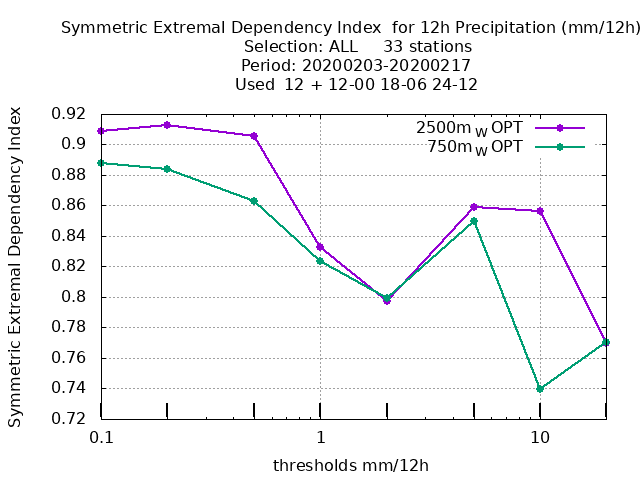 Symmetric Extremal Dependency Index  for 12h Precipitation (mm/12h)
Selection: ALL     33 stations
Period: 20200203-20200217
Used  12 + 12-00 18-06 24-12
Symmetric Extremal Dependency Index
0.92
0.9
0.88
0.86
0.84
0.82
0.8
0.78
0.76
0.74
0.72
2500m W OPT
750m W OPT
0.1
1
10
thresholds mm/12h